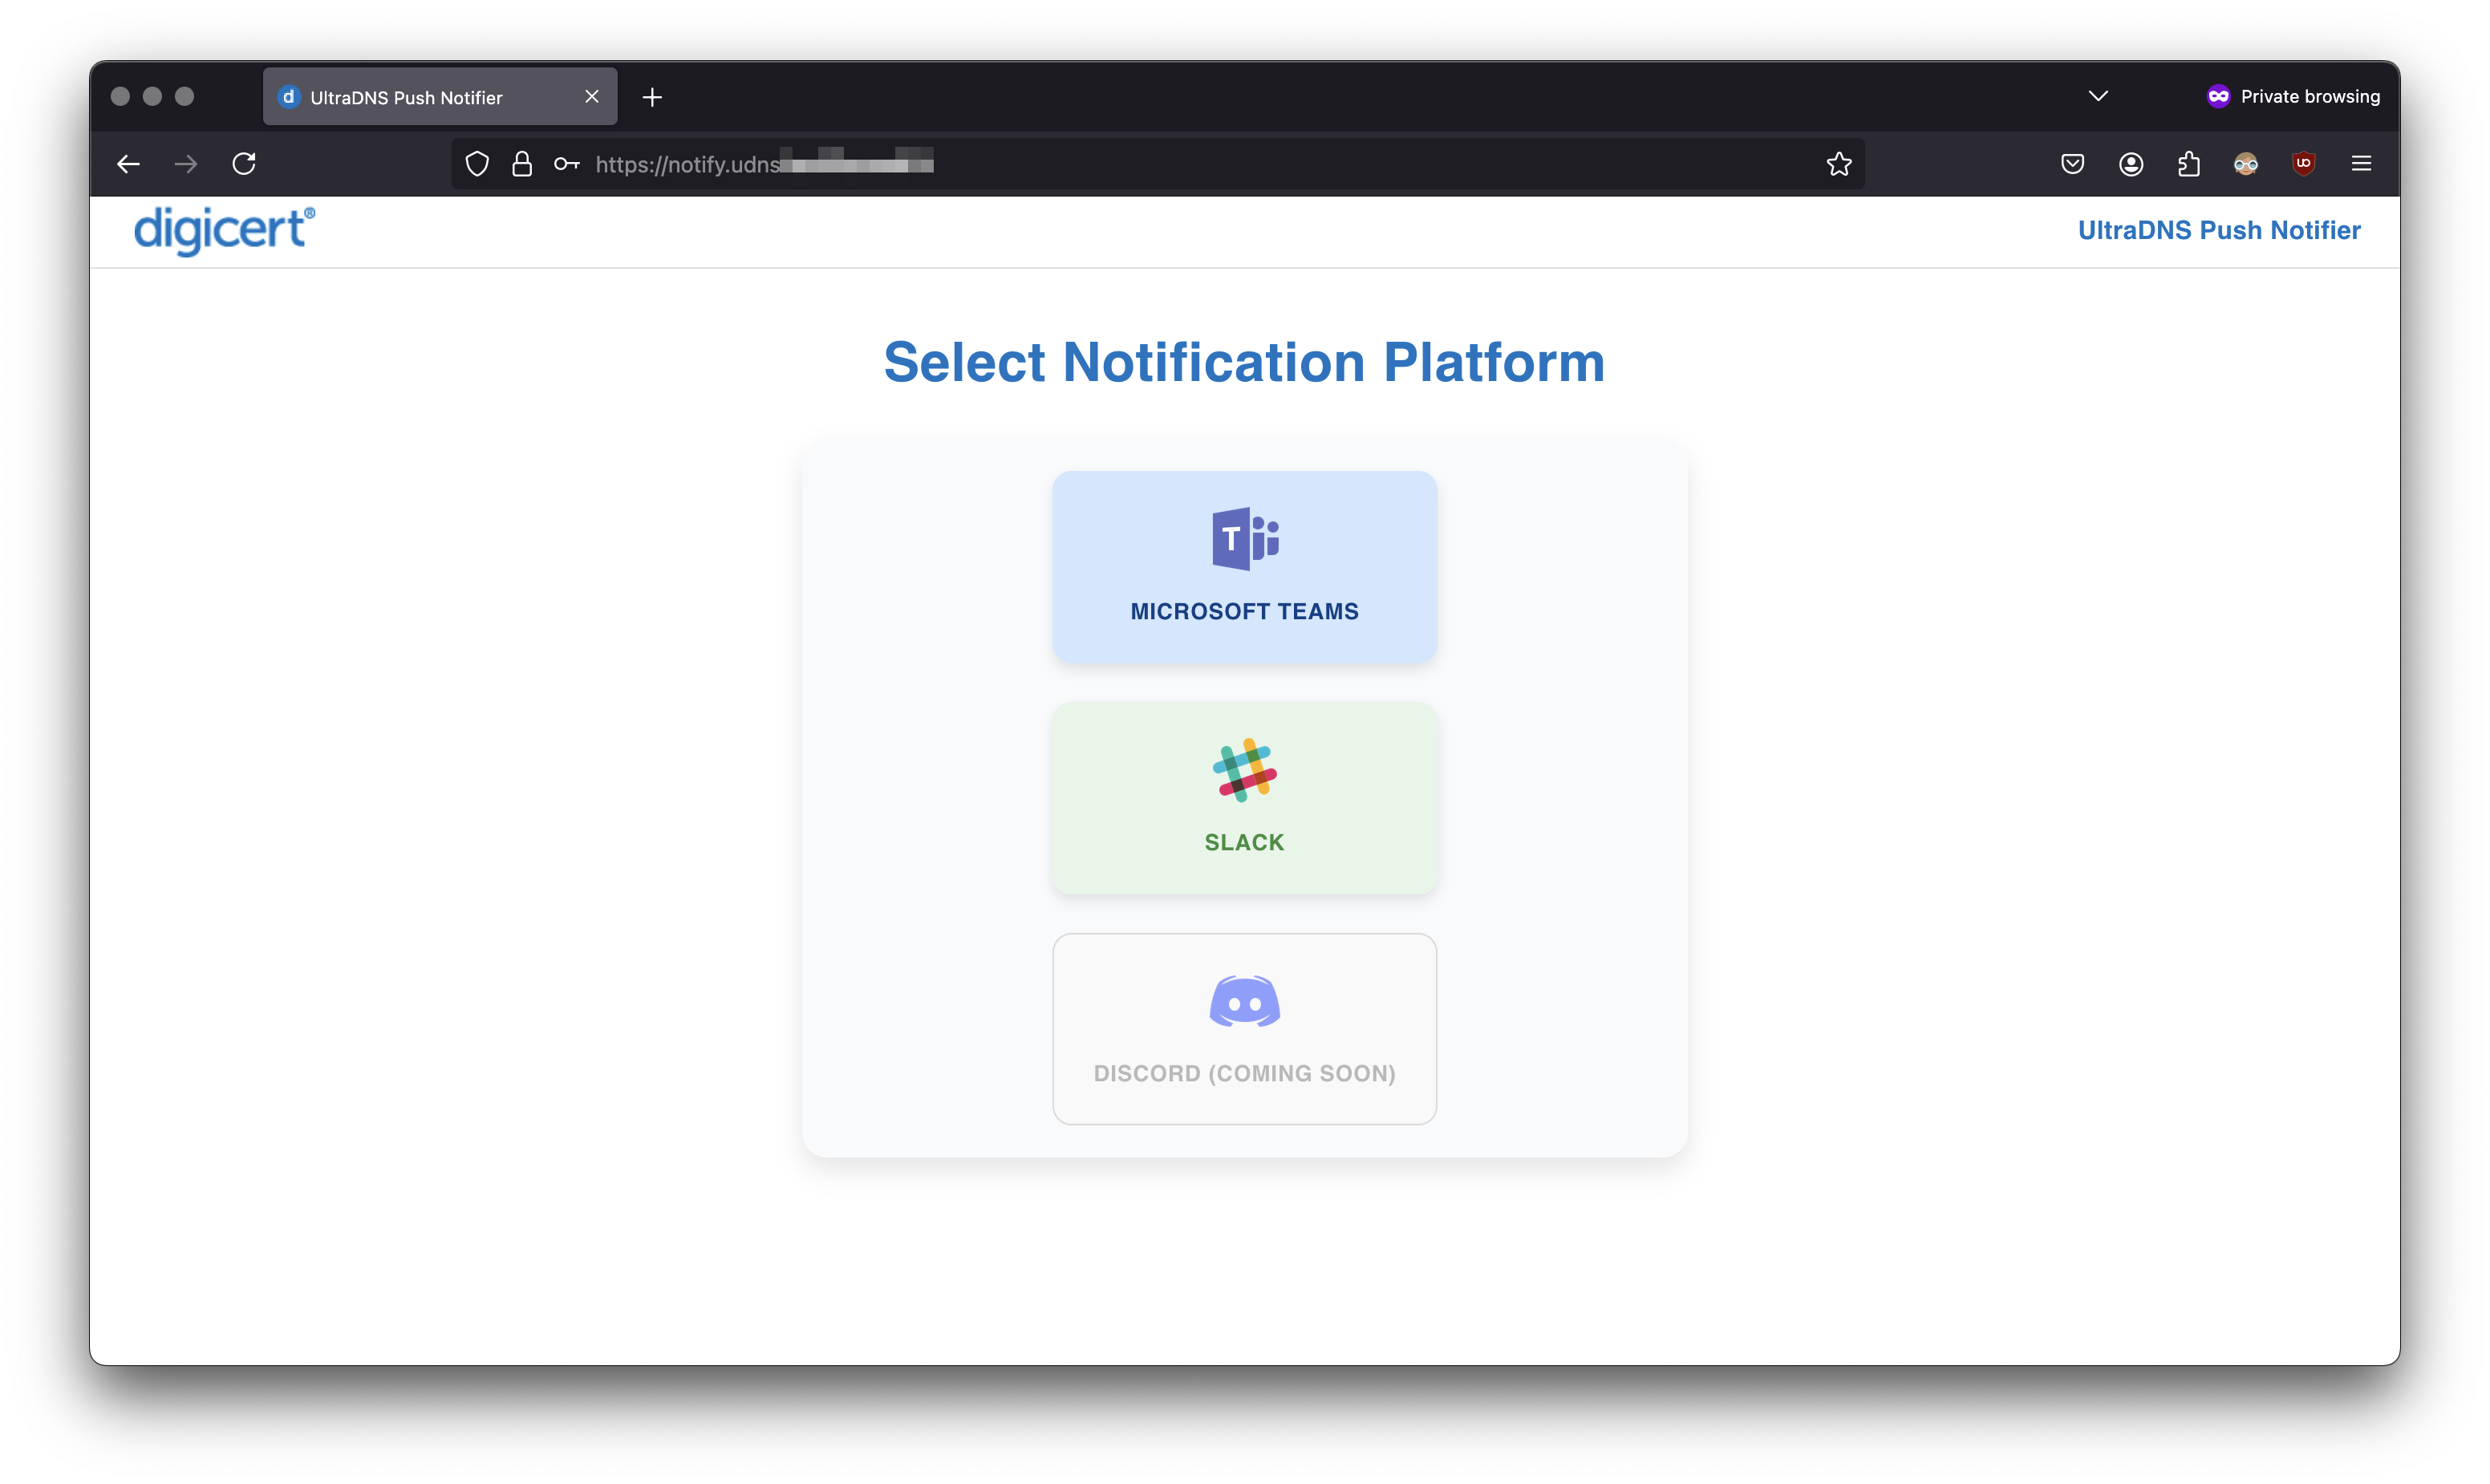 UltraDNS Push Notifier
Private browsing
https://notify.udns
digicert®
UltraDNS Push Notifier
Select Notification Platform
MICROSOFT TEAMS
SLACK
DISCORD (COMING SOON)